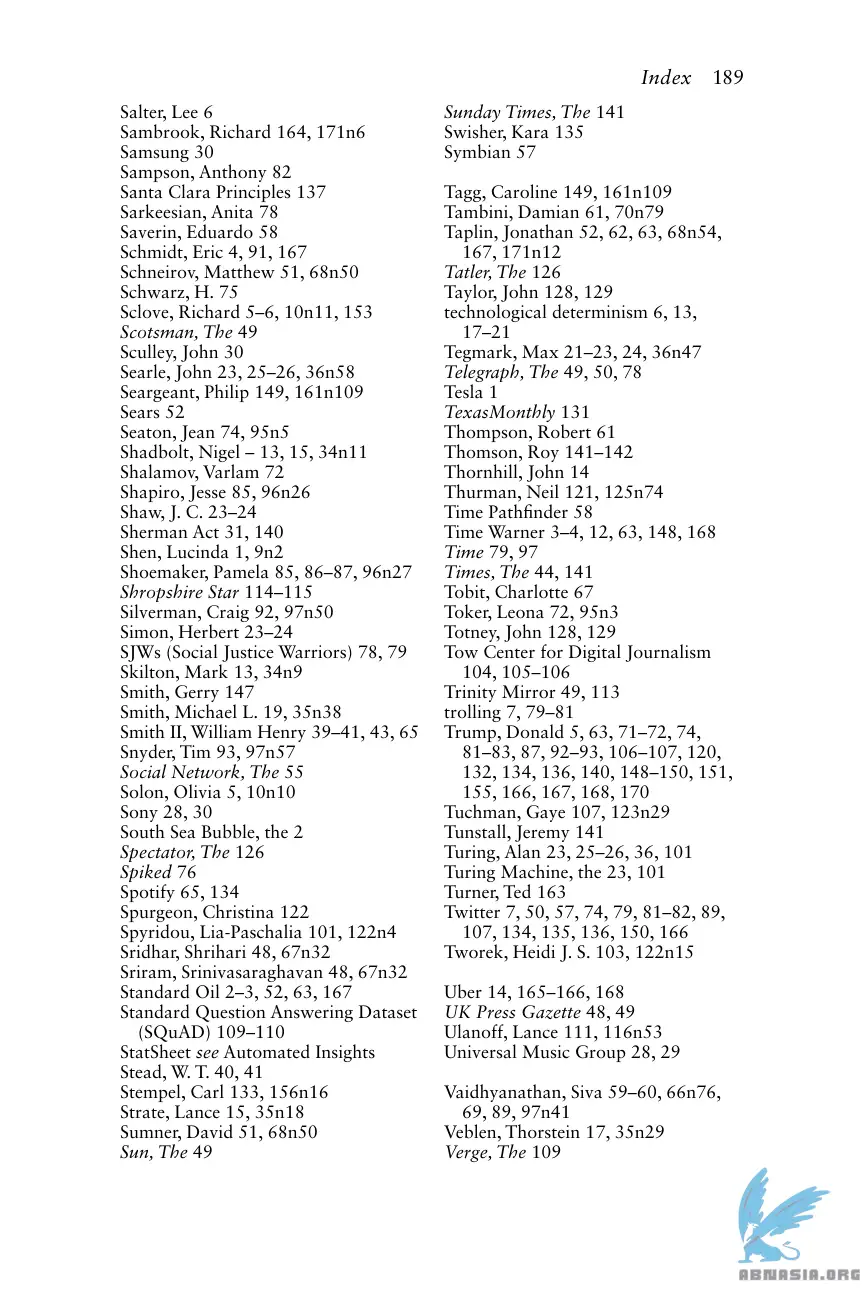 Index 189
Salter, Lee 6
Sambrook, Richard 164, 171n6
Samsung 30
Sampson, Anthony 82
Santa Clara Principles 137
Sarkeesian, Anita 78
Saverin, Eduardo 58
Schmidt, Eric 4, 91, 167
Schneirov, Matthew 51, 68n50
Schwarz, H. 75
Sclove, Richard 5–6, 10n11, 153
Scotsman, The 49
Sculley, John 30
Searle, John 23, 25–26, 36n58
Seargeant, Philip 149, 161n109
Sears 52
Seaton, Jean 74, 95n5
Shadbolt, Nigel – 13, 15, 34n11
Shalamov, Varlam 72
Shapiro, Jesse 85, 96n26
Shaw, J. C. 23–24
Sherman Act 31, 140
Shen, Lucinda 1, 9n2
Shoemaker, Pamela 85, 86–87, 96n27
Shropshire Star 114–115
Silverman, Craig 92, 97n50
Simon, Herbert 23–24
SJWs (Social Justice Warriors) 78, 79
Skilton, Mark 13, 34n9
Smith, Gerry 147
Smith, Michael L. 19, 35n38
Smith II, William Henry 39–41, 43, 65
Snyder, Tim 93, 97n57
Social Network, The 55
Solon, Olivia 5, 10n10
Sony 28, 30
South Sea Bubble, the 2
Spectator, The 126
Spiked 76
Spotify 65, 134
Spurgeon, Christina 122
Spyridou, Lia-Paschalia 101, 122n4
Sridhar, Shrihari 48, 67n32
Sriram, Srinivasaraghavan 48, 67n32
Standard Oil 2–3, 52, 63, 167
Standard Question Answering Dataset
(SQuAD) 109–110
StatSheet see Automated Insights
Stead, W. T. 40, 41
Stempel, Carl 133, 156n16
Strate, Lance 15, 35n18
Sumner, David 51, 68n50
Sun, The 49
Sunday Times, The 141
Swisher, Kara 135
Symbian 57
Tagg, Caroline 149, 161n109
Tambini, Damian 61, 70n79
Taplin, Jonathan 52, 62, 63, 68n54,
167, 171n12
Tatler, The 126
Taylor, John 128, 129
technological determinism 6, 13,
17–21
Tegmark, Max 21–23, 24, 36n47
Telegraph, The 49, 50, 78
Tesla 1
TexasMonthly 131
Thompson, Robert 61
Thomson, Roy 141–142
Thornhill, John 14
Thurman, Neil 121, 125n74
Time Pathfinder 58
Time Warner 3–4, 12, 63, 148, 168
Time 79, 97
Times, The 44, 141
Tobit, Charlotte 67
Toker, Leona 72, 95n3
Totney, John 128, 129
Tow Center for Digital Journalism
104, 105–106
Trinity Mirror 49, 113
trolling 7, 79–81
Trump, Donald 5, 63, 71–72, 74,
81–83, 87, 92–93, 106–107, 120,
132, 134, 136, 140, 148–150, 151,
155, 166, 167, 168, 170
Tuchman, Gaye 107, 123n29
Tunstall, Jeremy 141
Turing, Alan 23, 25–26, 36, 101
Turing Machine, the 23, 101
Turner, Ted 163
Twitter 7, 50, 57, 74, 79, 81–82, 89,
107, 134, 135, 136, 150, 166
Tworek, Heidi J. S. 103, 122n15
Uber 14, 165–166, 168
UK Press Gazette 48, 49
Ulanoff, Lance 111, 116n53
Universal Music Group 28, 29
Vaidhyanathan, Siva 59–60, 66n76,
69, 89, 97n41
Veblen, Thorstein 17, 35n29
Verge, The 109
ABNASIA.ORG